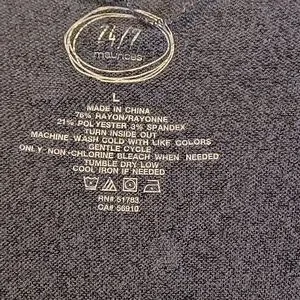 24/7
maurices
L
MADE IN CHINA
76% RAYON/RAYONNE
21% POLYESTER 3% SPANDEX
TURN INSIDE OUT
MACHINE WASH COLD WITH LIKE COLORS
GENTLE CYCLE
ONLY NON-CHLORINE BLEACH WHEN NEEDED
TUMBLE DRY LOW
COOL IRON IF NEEDED
RN# 51783
CA# 56910